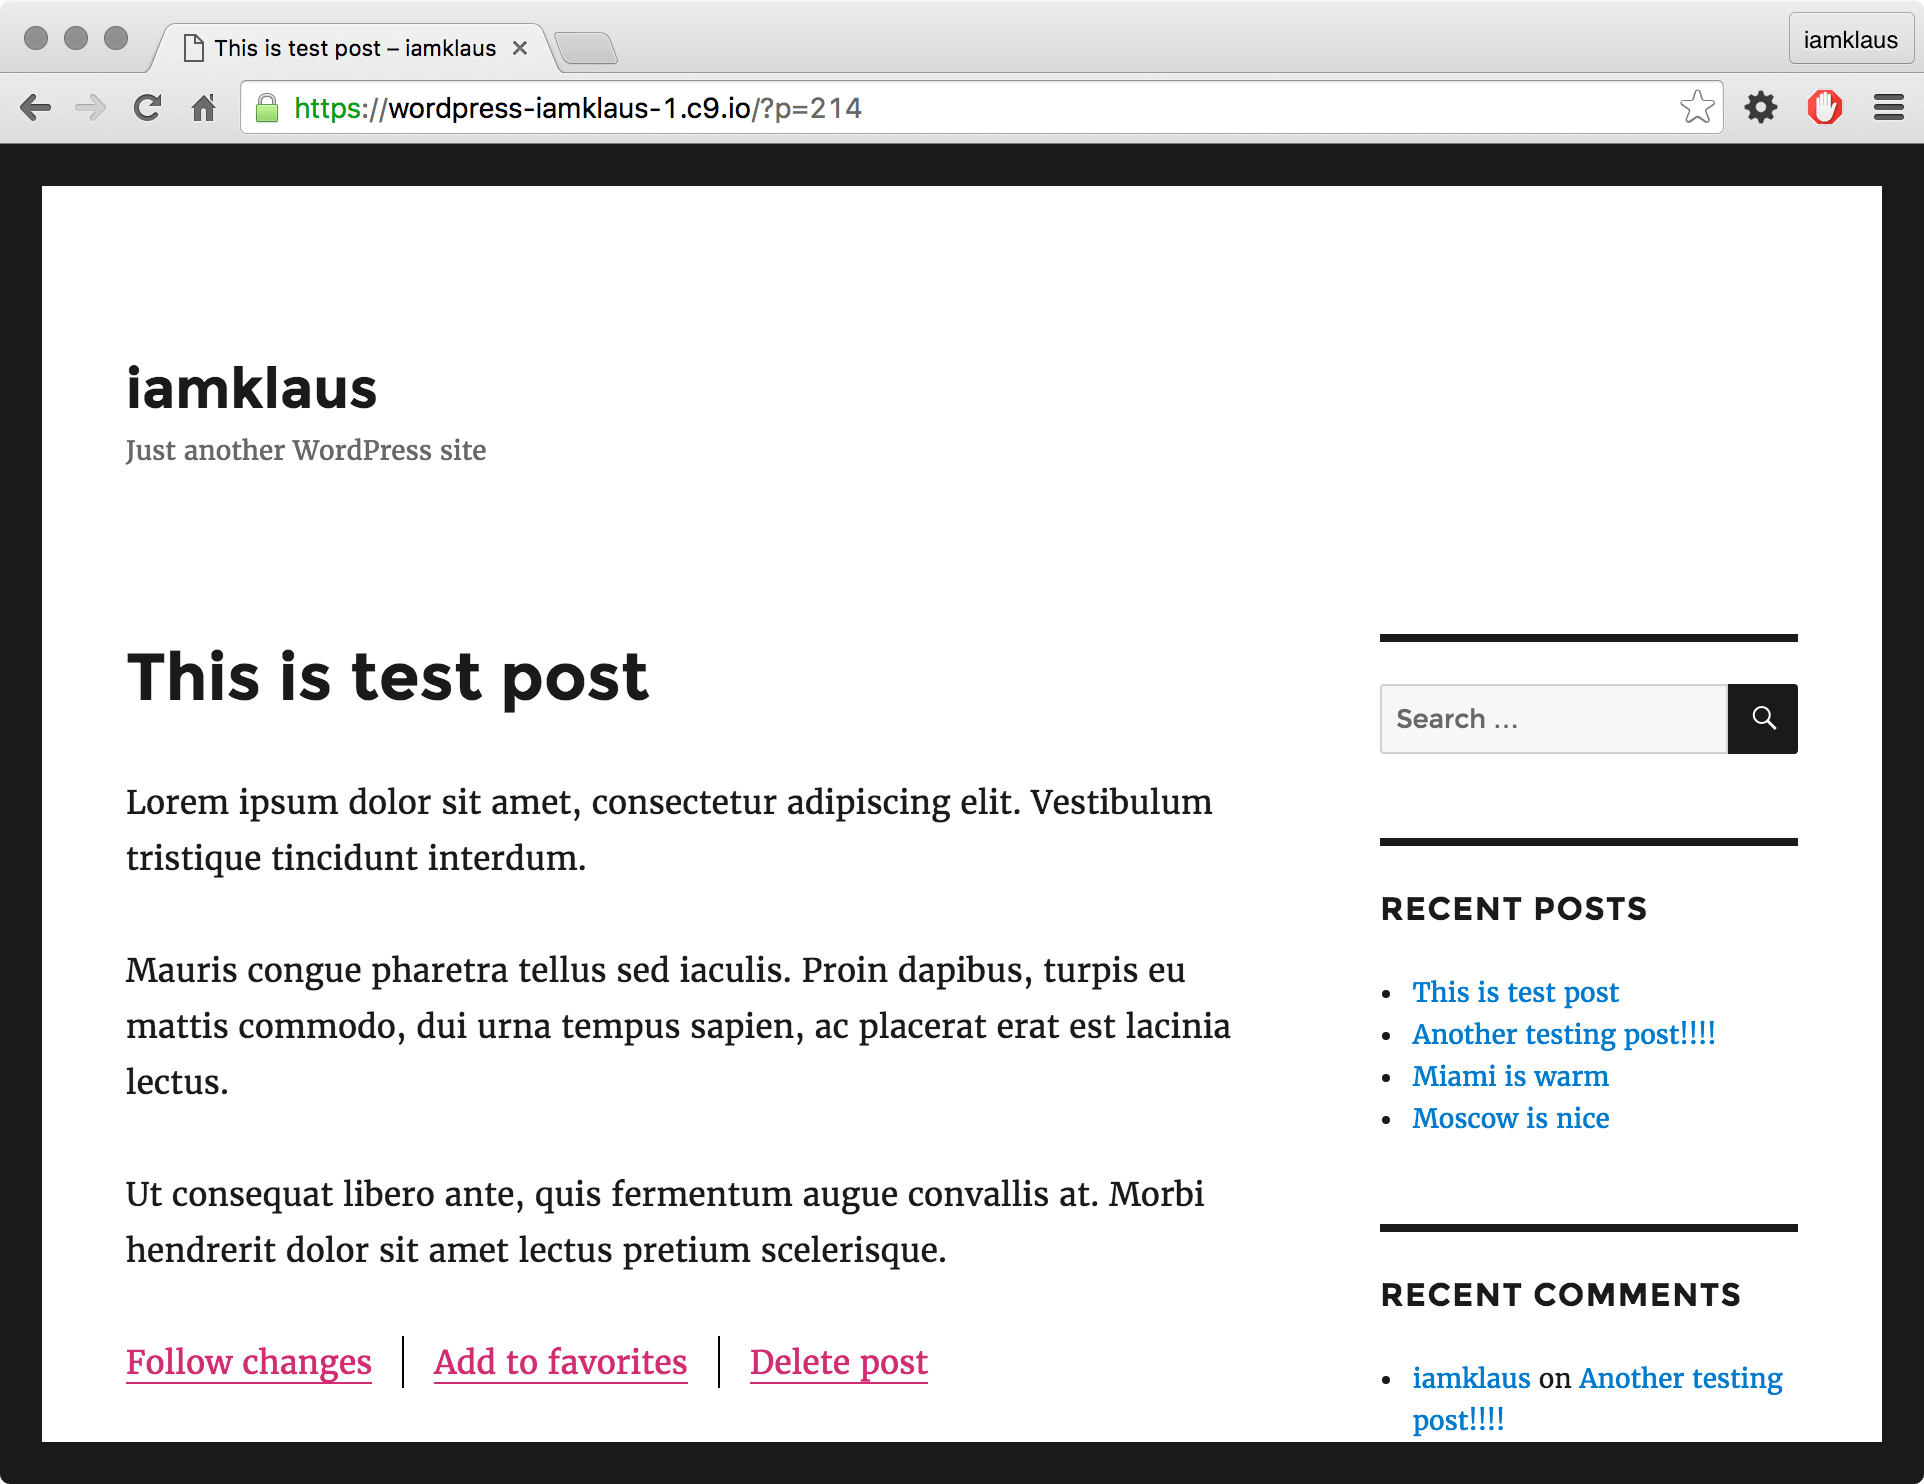 This is test post – iamklaus
iamklaus
https://wordpress-iamklaus-1.c9.io/?p=214
iamklaus
Just another WordPress site
This is test post
Lorem ipsum dolor sit amet, consectetur adipiscing elit. Vestibulum
tristique tincidunt interdum.
Mauris congue pharetra tellus sed iaculis. Proin dapibus, turpis eu
mattis commodo, dui urna tempus sapien, ac placerat erat est lacinia
lectus.
Ut consequat libero ante, quis fermentum augue convallis at. Morbi
hendrerit dolor sit amet lectus pretium scelerisque.
Follow changes | Add to favorites | Delete post
Search …
RECENT POSTS
• This is test post
• Another testing post!!!!
• Miami is warm
• Moscow is nice
RECENT COMMENTS
• iamklaus on Another testing
post!!!!